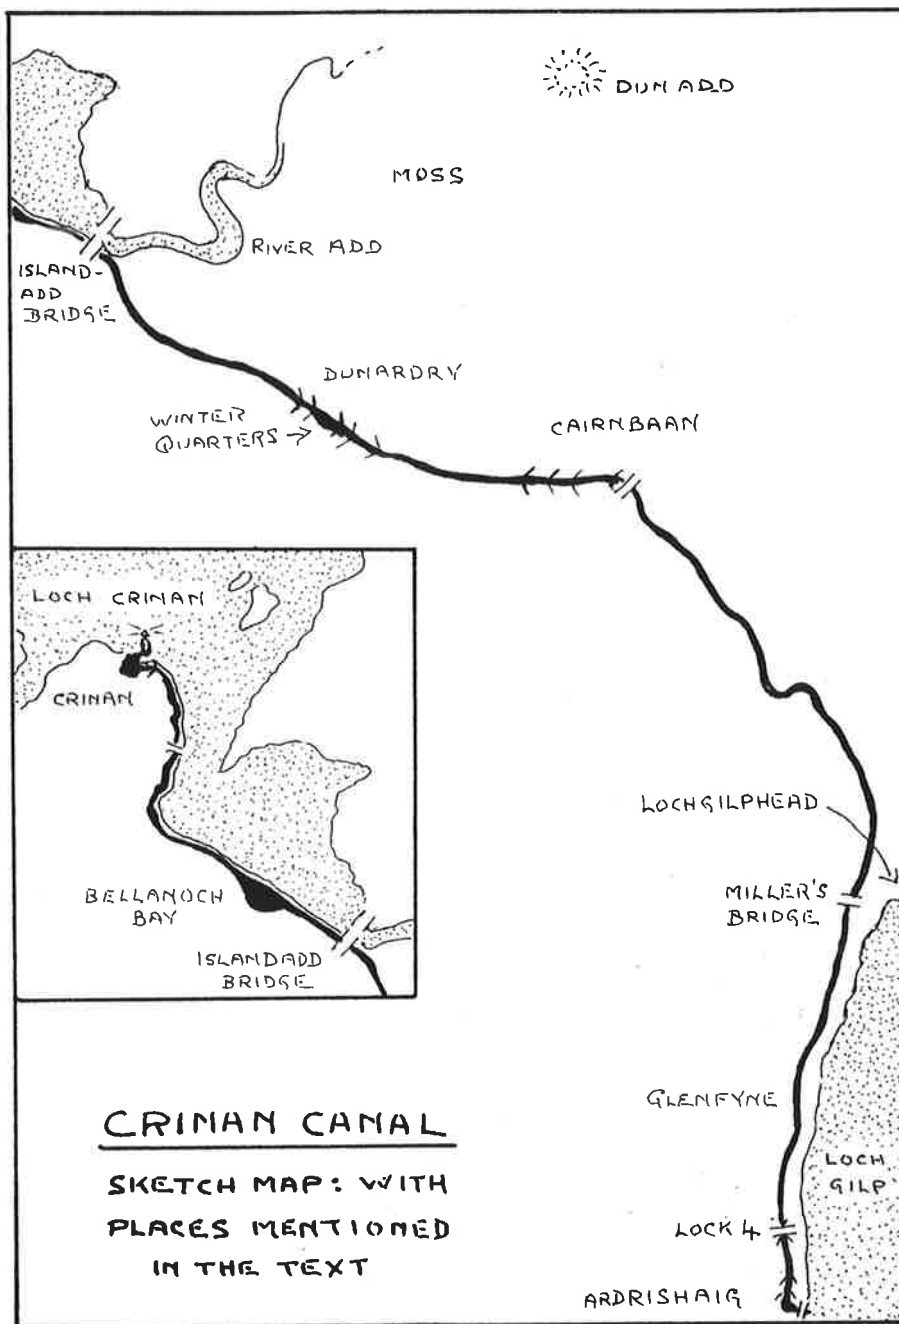 DUN ADD
MOSS
RIVER ADD
ISLAND-
ADD
BRIDGE
DUNARDRY
WINTER
QUARTERS
CAIRNBAAN
LOCH CRINAN
CRINAN
BELLANOCH
BAY
ISLANDADD
BRIDGE
LOCHGILPHEAD
MILLER'S
BRIDGE
GLENFYNE
LOCH
GILP
LOCK 4
ARDRISHAIG
CRINAN CANAL
SKETCH MAP: WITH
PLACES MENTIONED
IN THE TEXT